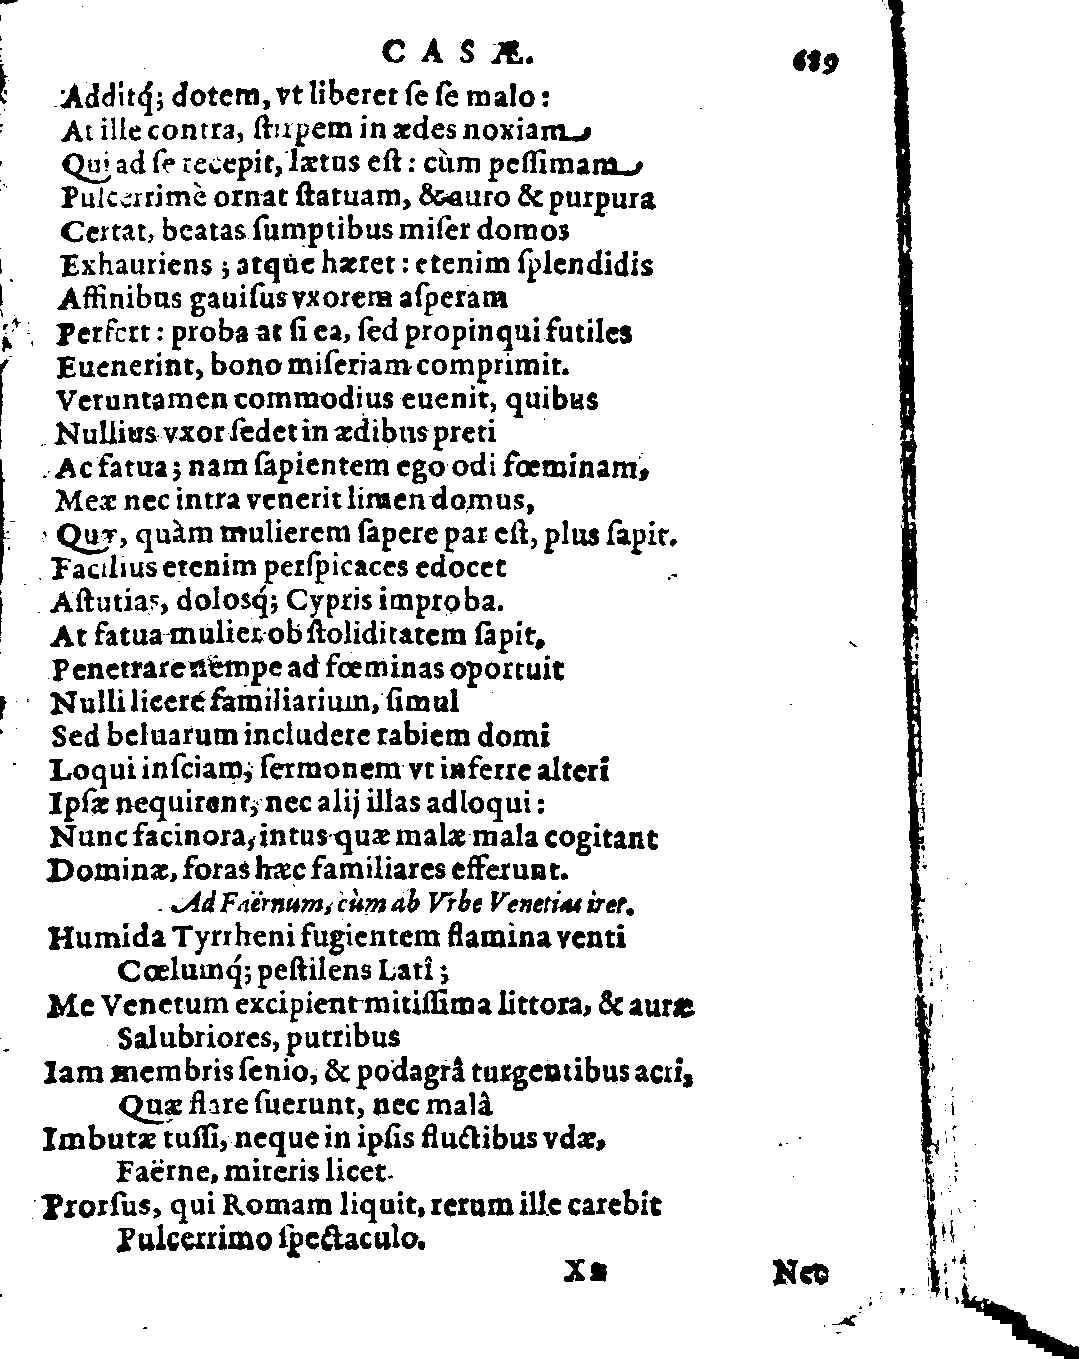 CASÆ. 689
Additq́; dotem, vt liberet ſe ſe malo:
At ille contra, ſtirpem in ædes noxiam
Qui ad ſe recepit, lætus eſt: cùm peſſimam
Pulcerrimè ornat ſtatuam, & auro & purpura
Certat, beatas ſumptibus miſer domos
Exhauriens; atque hæret: etenim ſplendidis
Affinibus gauiſus vxorem aſperam
Perfert: proba at ſi ea, ſed propinqui futiles
Euenerint, bono miſeriam comprimit.
Veruntamen commodius euenit, quibus
Nullius vxor ſedet in ædibus preti
Ac fatua; nam ſapientem ego odi fœminam,
Meæ nec intra venerit limen domus,
Quæ, quàm mulierem ſapere par eſt, plus ſapit.
Facilius etenim perſpicaces edocet
Aſtutias, dolosq́; Cypris improba.
At fatua mulier ob ſtoliditatem ſapit,
Penetrare nempe ad fœminas oportuit
Nulli licere familiarium, ſimul
Sed beluarum includere rabiem domi
Loqui inſciam, ſermonem vt inferre alteri
Ipſæ nequirent, nec alij illas adloqui:
Nunc facinora, intus quæ malæ mala cogitant
Dominæ, foras hæc familiares efferunt.
Ad Faërnum, cùm ab Vrbe Venetias iret.
Humida Tyrrheni fugientem flamina venti
Cœlumq́; peſtilens Latî;
Me Venetum excipient mitiſſima littora, & auræ
Salubriores, putribus
Iam membris ſenio, & podagrâ turgentibus acri,
Quæ flare ſuerunt, nec malâ
Imbutæ tuſſi, neque in ipſis fluctibus vdæ,
Faërne, mireris licet.
Prorſus, qui Romam liquit, rerum ille carebit
Pulcerrimo ſpectaculo.
Xx Nec